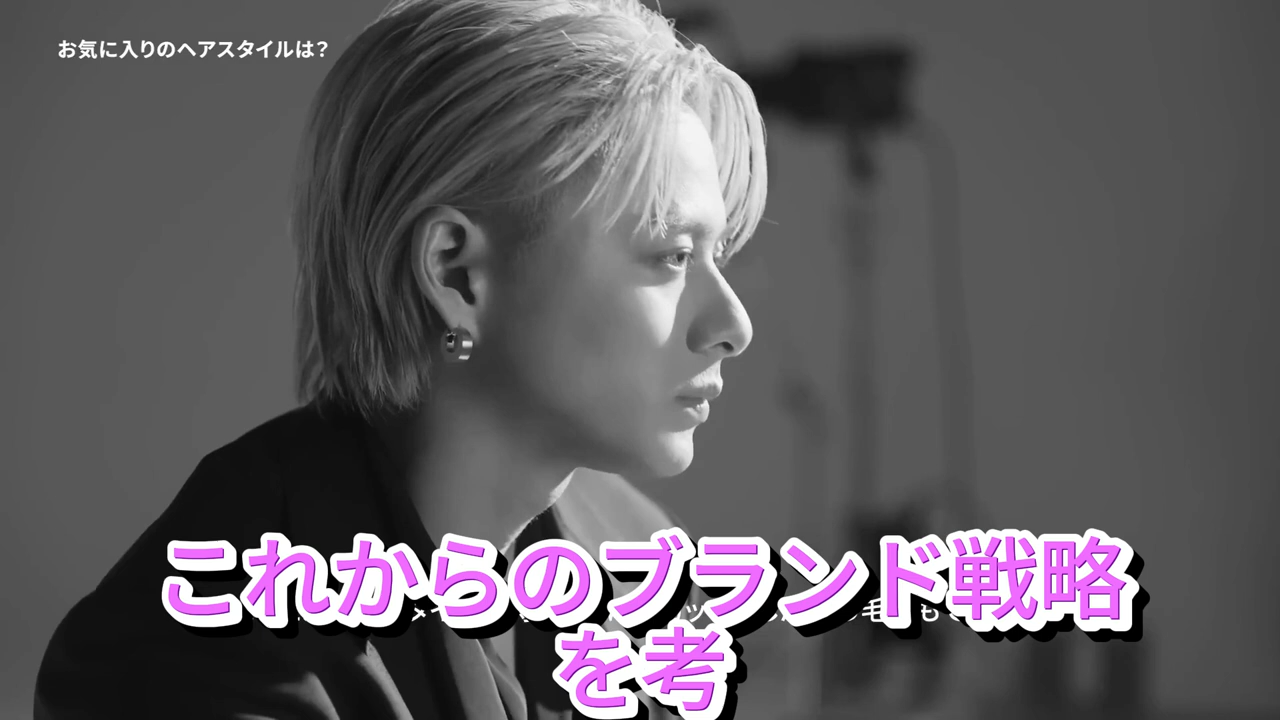 お気に入りのヘアスタイルは?
これからのブランド戦略
を考